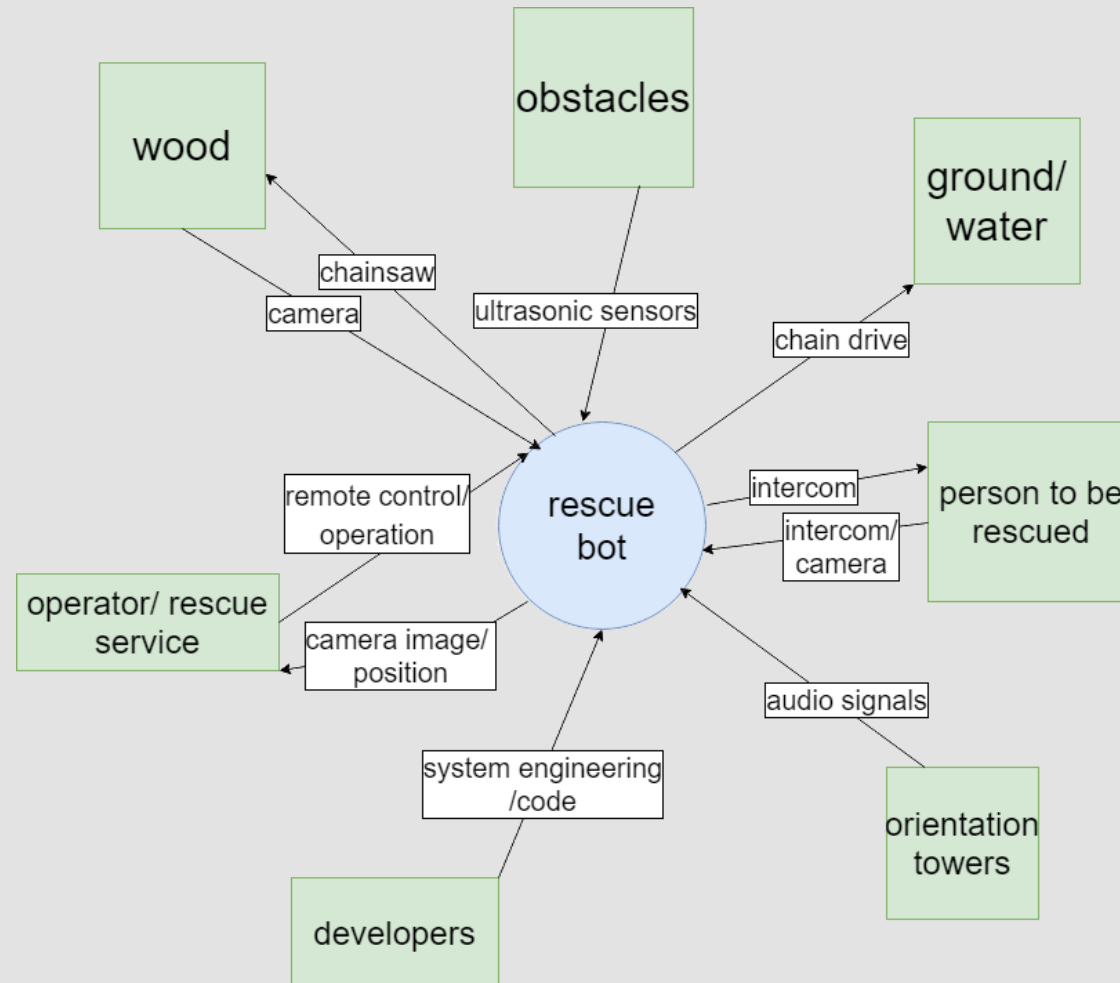 obstacles
wood
ground/
water
chainsaw
camera
ultrasonic sensors
chain drive
remote control/
operation
rescue
bot
intercom
intercom/
camera
person to be
rescued
operator/ rescue
service
camera image/
position
audio signals
system engineering
/code
orientation
towers
developers